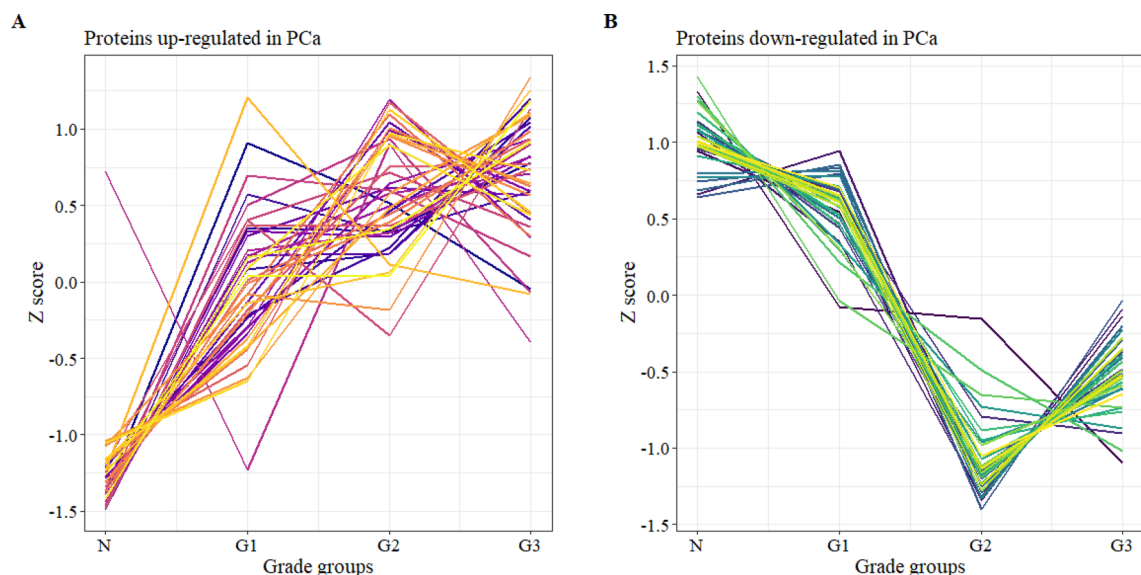 A
Proteins up-regulated in PCa
1.0
0.5
0.0
-0.5
-1.0
-1.5
Z score
N G1 G2 G3
Grade groups
B
Proteins down-regulated in PCa
1.5
1.0
0.5
0.0
-0.5
-1.0
-1.5
Z score
N G1 G2 G3
Grade groups